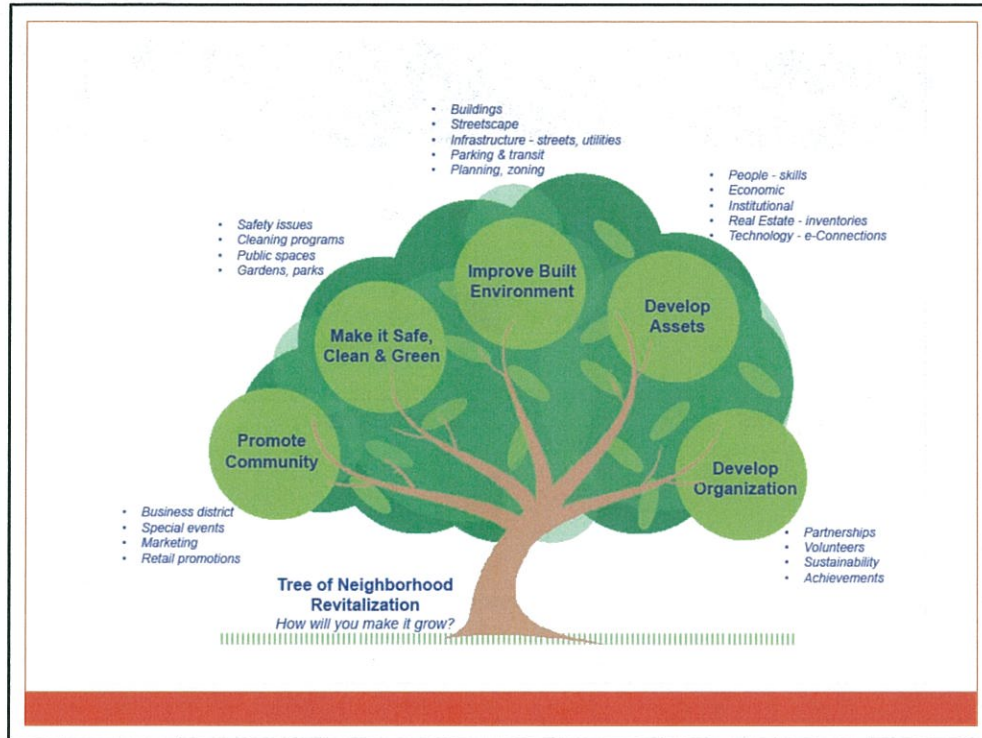 • Buildings
• Streetscape
• Infrastructure - streets, utilities
• Parking & transit
• Planning, zoning
• People - skills
• Economic
• Institutional
• Real Estate - inventories
• Technology - e-Connections
• Safety issues
• Cleaning programs
• Public spaces
• Gardens, parks
Improve Built
Environment
Develop
Assets
Make it Safe,
Clean & Green
Promote
Community
Develop
Organization
• Business district
• Special events
• Marketing
• Retail promotions
• Partnerships
• Volunteers
• Sustainability
• Achievements
Tree of Neighborhood
Revitalization
How will you make it grow?